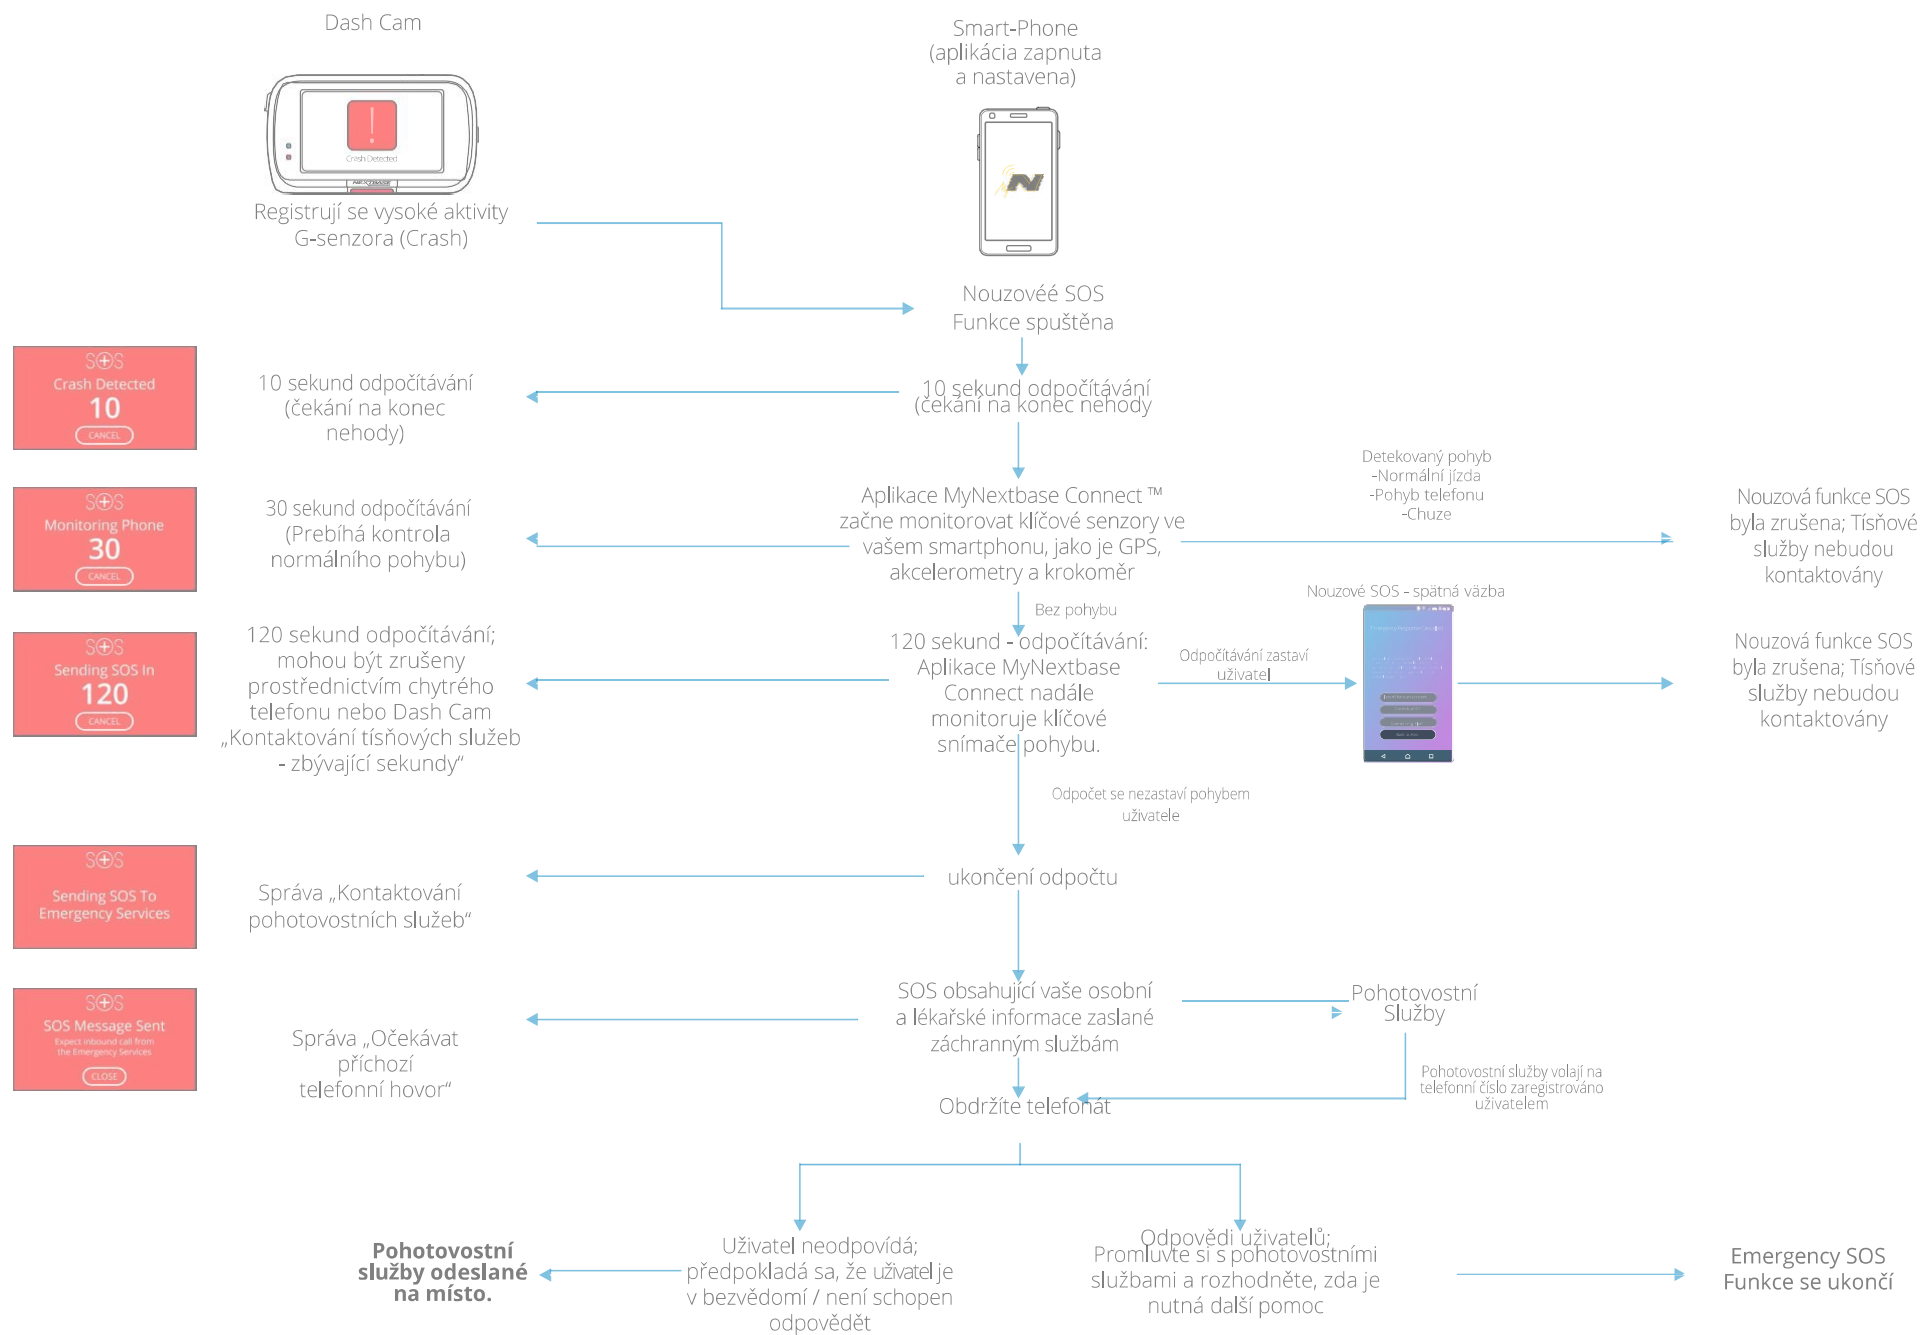 Dash Cam
Smart-Phone
(aplikácia zapnuta
a nastavena)
Crash Detected
NEXTBASE
Registrují se vysoké aktivity
G-senzora (Crash)
Nouzovéé SOS
Funkce spuštěna
SOS
Crash Detected
10
CANCEL
10 sekund odpočítávání
(čekání na konec
nehody)
10 sekund odpočítávání
(čekání na konec nehody
Detekovaný pohyb
-Normální jízda
-Pohyb telefonu
-Chuze
SOS
Monitoring Phone
30
CANCEL
30 sekund odpočítávání
(Prebíhá kontrola
normálního pohybu)
Aplikace MyNextbase Connect ™
začne monitorovat klíčové senzory ve
vašem smartphonu, jako je GPS,
akcelerometry a krokoměr
Nouzová funkce SOS
byla zrušena; Tísňové
služby nebudou
kontaktovány
Bez pohybu
Nouzové SOS - spätná väzba
SOS
Sending SOS In
120
CANCEL
120 sekund odpočítávání;
mohou být zrušeny
prostřednictvím chytrého
telefonu nebo Dash Cam
„Kontaktování tísňových služeb
- zbývající sekundy“
120 sekund - odpočítávání:
Aplikace MyNextbase
Connect nadále
monitoruje klíčové
snímače pohybu.
Odpočítávání zastaví
uživatel
Nouzová funkce SOS
byla zrušena; Tísňové
služby nebudou
kontaktovány
Odpočet se nezastaví pohybem
uživatele
SOS
Sending SOS To
Emergency Services
Správa „Kontaktování
pohotovostních služeb“
ukončení odpočtu
SOS
SOS Message Sent
Expect inbound call from
the Emergency Services
CLOSE
Správa „Očekávat
příchozí
telefonní hovor“
SOS obsahující vaše osobní
a lékařské informace zaslané
záchranným službám
Pohotovostní
Služby
Pohotovostní služby volají na
telefonní číslo zaregistrováno
uživatelem
Obdržíte telefonát
Pohotovostní
služby odeslané
na místo.
Uživatel neodpovídá;
předpokladá sa, že uživatel je
v bezvědomí / není schopen
odpovědět
Odpovědi uživatelů;
Promluvte si s pohotovostními
službami a rozhodněte, zda je
nutná další pomoc
Emergency SOS
Funkce se ukončí